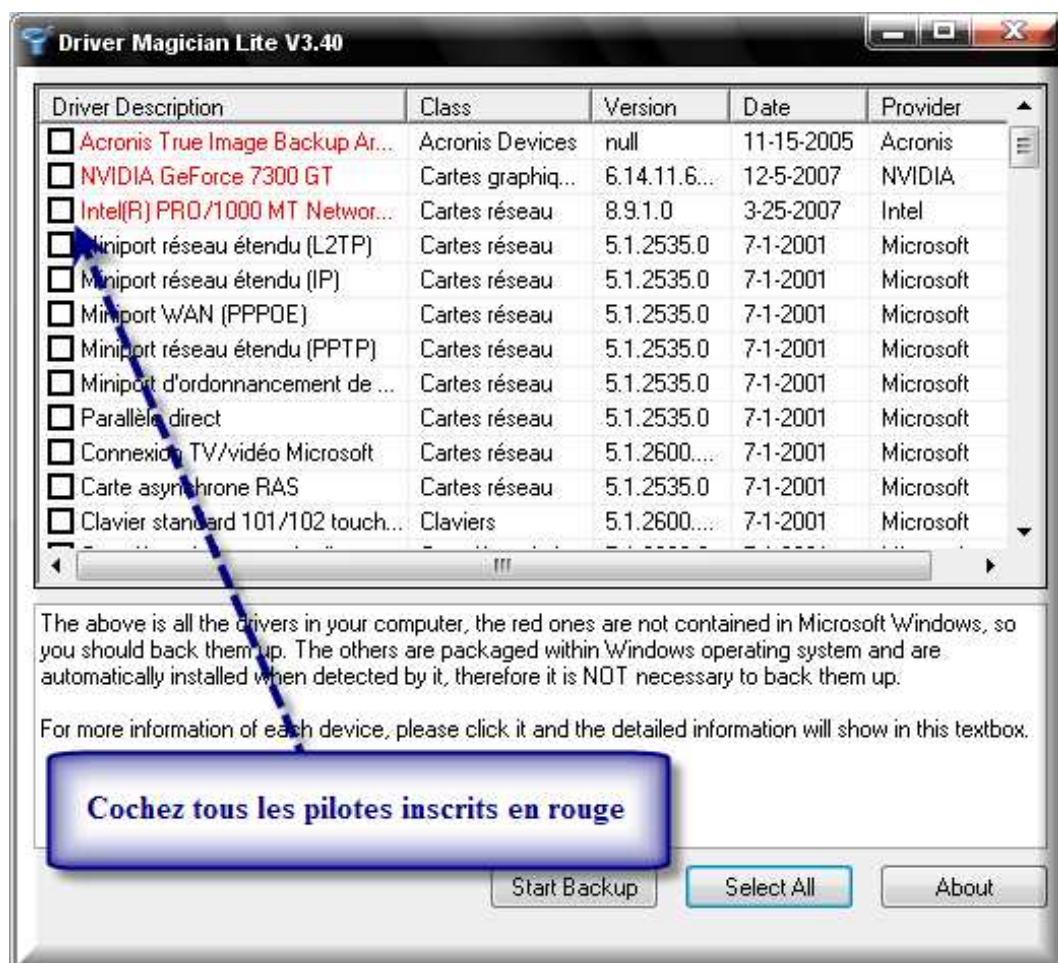 Driver Magician Lite V3.40
Driver Description Class Version Date Provider
Acronis True Image Backup Ar... Acronis Devices null 11-15-2005 Acronis
NVIDIA GeForce 7300 GT Cartes graphiq... 6.14.11.6... 12-5-2007 NVIDIA
Intel(R) PRO/1000 MT Networ... Cartes réseau 8.9.1.0 3-25-2007 Intel
Miniport réseau étendu (L2TP) Cartes réseau 5.1.2535.0 7-1-2001 Microsoft
Miniport réseau étendu (IP) Cartes réseau 5.1.2535.0 7-1-2001 Microsoft
Miniport WAN (PPPOE) Cartes réseau 5.1.2535.0 7-1-2001 Microsoft
Miniport réseau étendu (PPTP) Cartes réseau 5.1.2535.0 7-1-2001 Microsoft
Miniport d'ordonnancement de ... Cartes réseau 5.1.2535.0 7-1-2001 Microsoft
Parallèle direct Cartes réseau 5.1.2535.0 7-1-2001 Microsoft
Connexion TV/vidéo Microsoft Cartes réseau 5.1.2600.... 7-1-2001 Microsoft
Carte asynchrone RAS Cartes réseau 5.1.2535.0 7-1-2001 Microsoft
Clavier standard 101/102 touch... Claviers 5.1.2600.... 7-1-2001 Microsoft
The above is all the drivers in your computer, the red ones are not contained in Microsoft Windows, so
you should back them up. The others are packaged within Windows operating system and are
automatically installed when detected by it, therefore it is NOT necessary to back them up.
For more information of each device, please click it and the detailed information will show in this textbox.
Cochez tous les pilotes inscrits en rouge
Start Backup Select All About